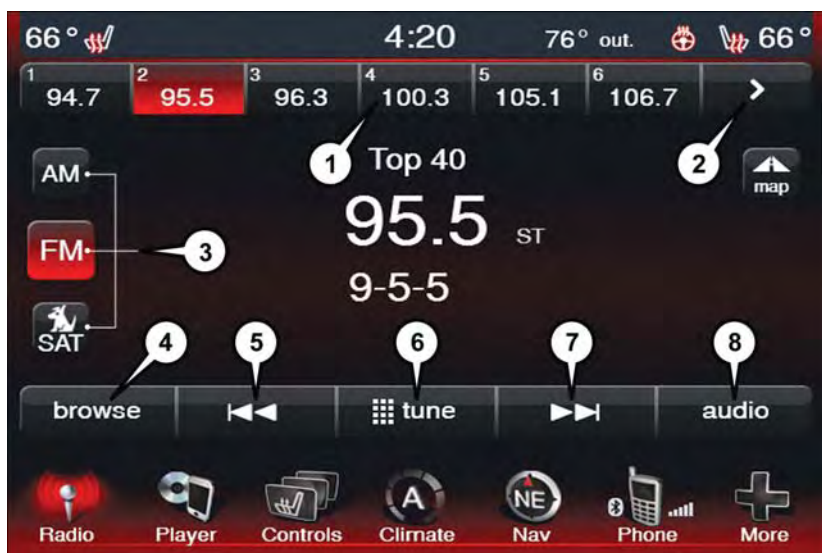 66° 4:20 76° out. 66°
1 94.7 2 95.5 3 96.3 4 100.3 5 105.1 6 106.7 >
1 2
AM Top 40 map
95.5 ST
FM 3
9-5-5
SAT
4 5 6 7 8
browse tune audio
A NE
Radio Player Controls Climate Nav Phone More